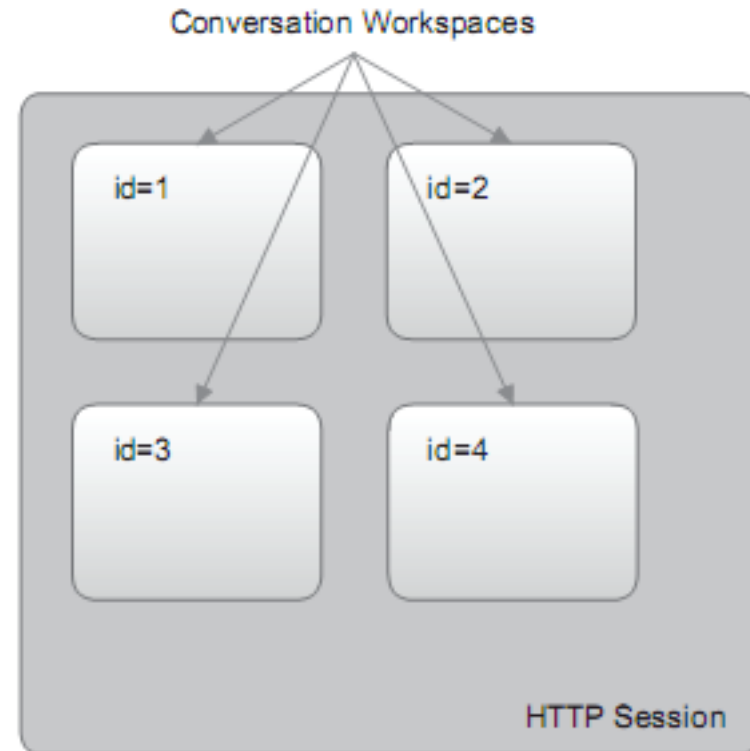 Conversation Workspaces
id=1
id=2
id=3
id=4
HTTP Session